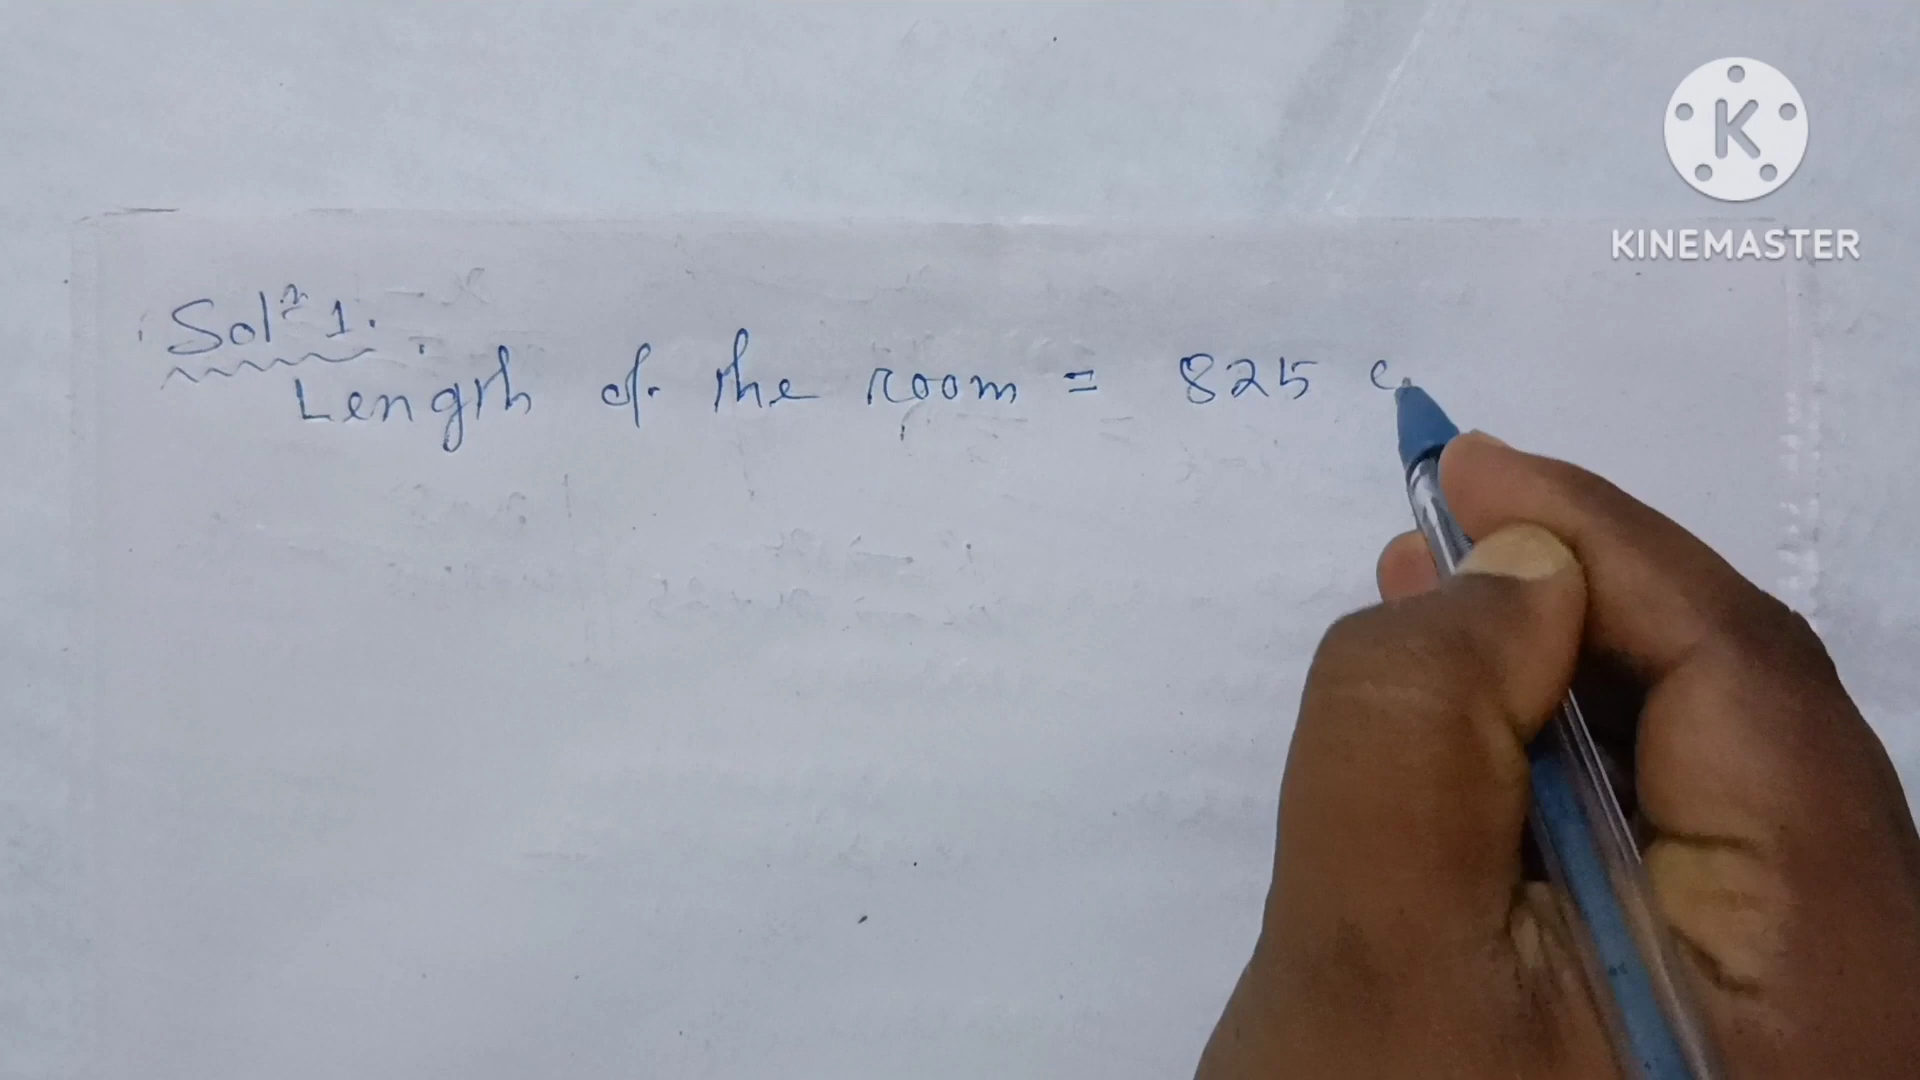 KINEMASTER
Solⁿ 1.
Length of the room = 825 c